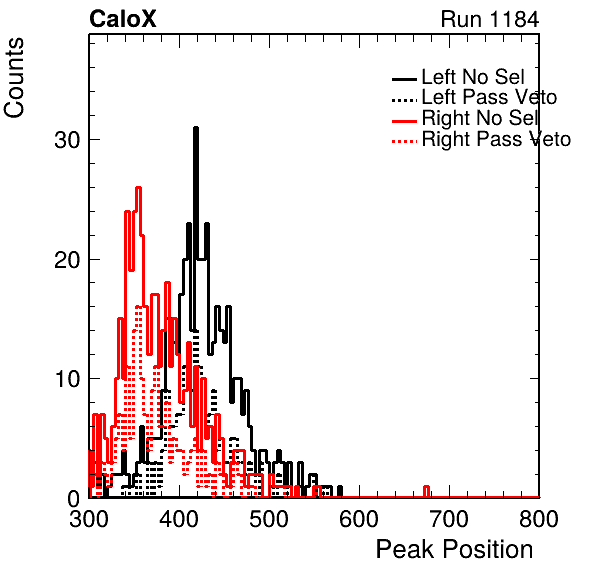 CaloX Run 1184
Counts
Left No Sel
Left Pass Veto
Right No Sel
Right Pass Veto
30
20
10
0
300 400 500 600 700 800
Peak Position